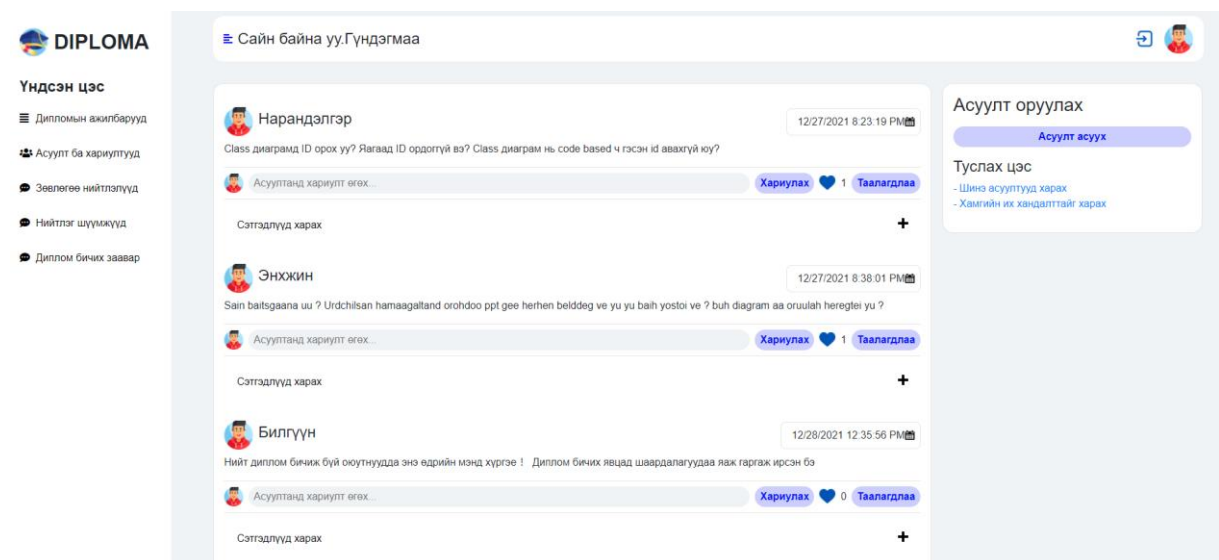 DIPLOMA
Үндсэн цэс
Дипломын ажилбарууд
Асуулт ба хариултууд
Зөвлөгөө нийтлэлүүд
Нийтлэг шүүмжүүд
Диплом бичих заавар
Сайн байна уу.Гүндэгмаа
Нарандэлгэр
12/27/2021 8:23:19 PM
Class диаграмд ID орох уу? Яагаад ID ордоггүй вэ? Class диаграм нь code based ч гэсэн id авахгүй юу?
Асуултанд хариулт өгөх...
Хариулах 1 Таалагдлаа
Сэтгэдлүүд харах
Энхжин
12/27/2021 8:38:01 PM
Sain baitsgaana uu ? Urdchilsan hamaagaltand orohdoo ppt gee herhen belddeg ve yu yu baih yostoi ve ? buh diagram aa oruulah heregtei yu ?
Асуултанд хариулт өгөх...
Хариулах 1 Таалагдлаа
Сэтгэдлүүд харах
Билгүүн
12/28/2021 12:35:56 PM
Нийт диплом бичиж буй оюутнуудда энэ өдрийн мэнд хүргэе ! Диплом бичих явцад шаардалагуудаа яаж гаргаж ирсэн бэ
Асуултанд хариулт өгөх...
Хариулах 0 Таалагдлаа
Сэтгэдлүүд харах
Асуулт оруулах
Асуулт асуух
Туслах цэс
- Шинэ асуултууд харах
- Хамгийн их хандалттайг харах